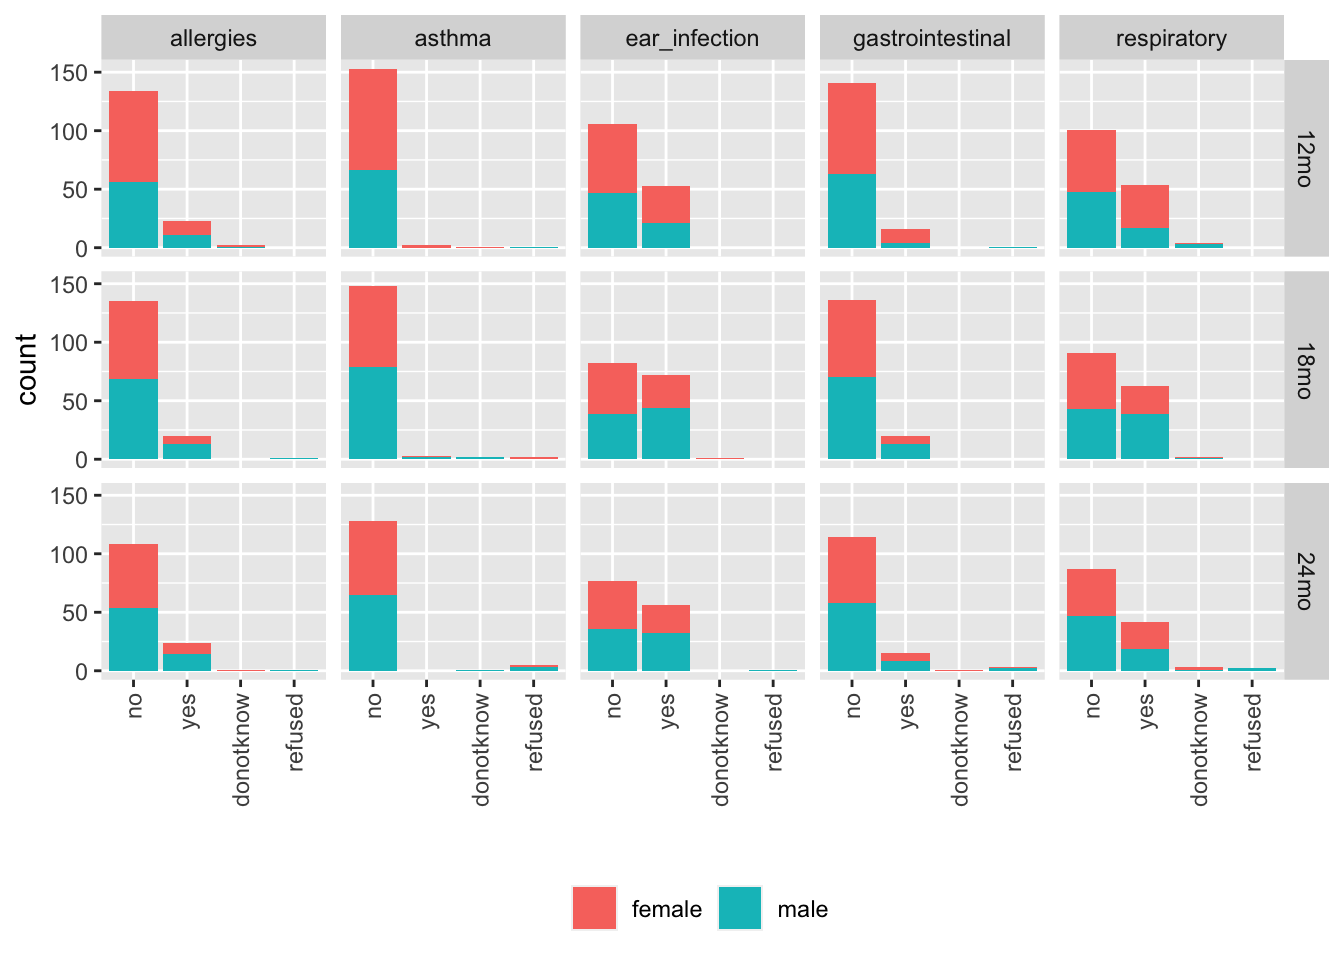 allergies asthma ear_infection gastrointestinal respiratory
150
100
50
0
12mo
150
100
50
0
18mo
count
150
100
50
0
24mo
no yes donotknow refused no yes donotknow refused no yes donotknow refused no yes donotknow refused no yes donotknow refused
female male